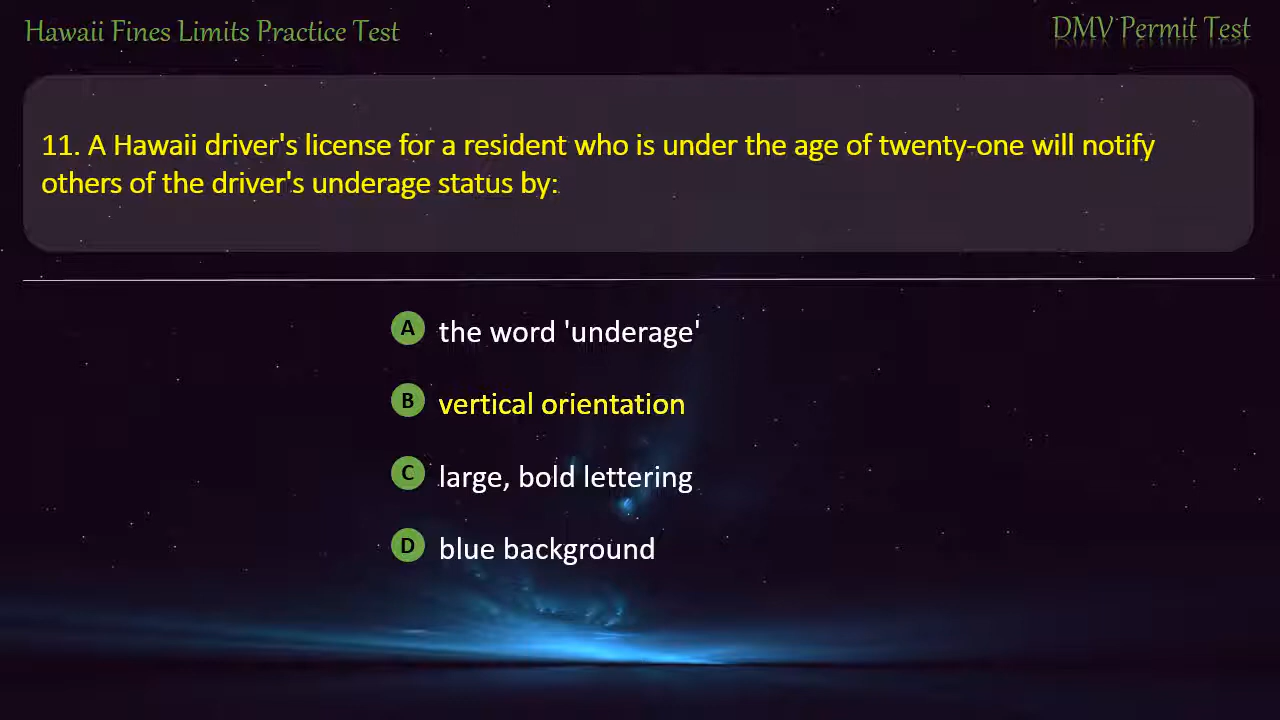 Hawaii Fines Limits Practice Test
DMV Permit Test
11. A Hawaii driver's license for a resident who is under the age of twenty-one will notify
others of the driver's underage status by:
A the word 'underage'
B vertical orientation
C large, bold lettering
D blue background